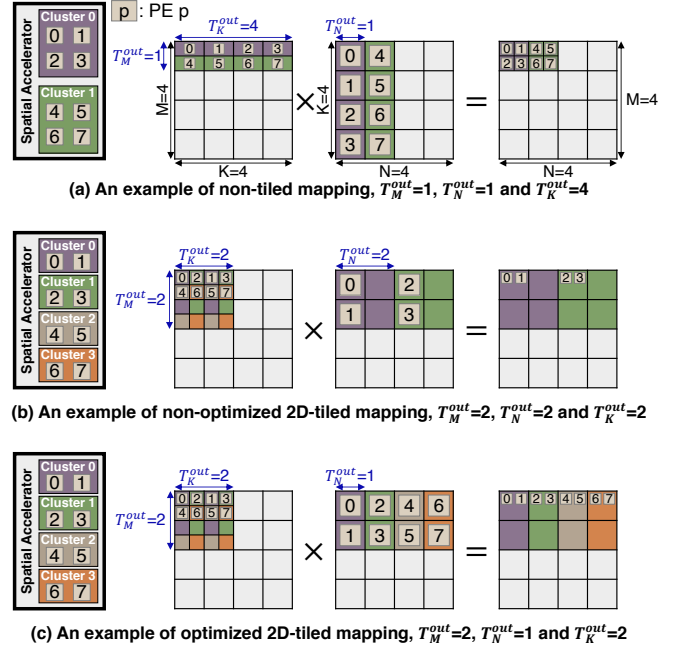 p : PE p
Spatial Accelerator
Cluster 0
0 1
2 3
Cluster 1
4 5
6 7
T_K^out=4
T_M^out=1
M=4
0 1 2 3
4 5 6 7
K=4
×
T_N^out=1
K=4
0 4
1 5
2 6
3 7
N=4
=
0 1 4 5
2 3 6 7
M=4
N=4
(a) An example of non-tiled mapping, T_M^out=1, T_N^out=1 and T_K^out=4
Spatial Accelerator
Cluster 0
0 1
Cluster 1
2 3
Cluster 2
4 5
Cluster 3
6 7
T_K^out=2
T_M^out=2
0 2 1 3
4 6 5 7
×
T_N^out=2
0 2
1 3
=
0 1 2 3
(b) An example of non-optimized 2D-tiled mapping, T_M^out=2, T_N^out=2 and T_K^out=2
Spatial Accelerator
Cluster 0
0 1
Cluster 1
2 3
Cluster 2
4 5
Cluster 3
6 7
T_K^out=2
T_M^out=2
0 2 1 3
4 6 5 7
×
T_N^out=1
0 2 4 6
1 3 5 7
=
0 1 2 3 4 5 6 7
(c) An example of optimized 2D-tiled mapping, T_M^out=2, T_N^out=1 and T_K^out=2